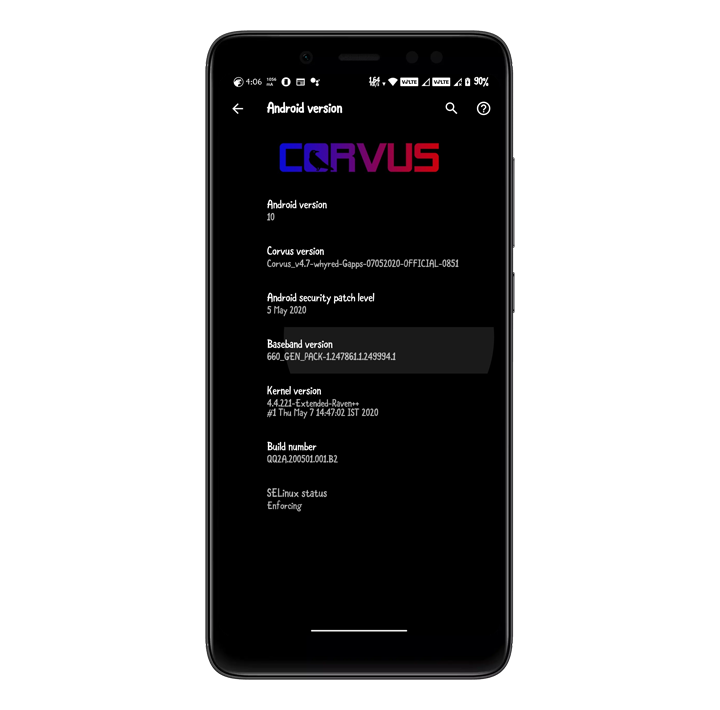 4:06 1056 mA 90%
Android version
CORVUS
Android version
10
Corvus version
Corvus_v4.7-whyred-Gapps-07052020-OFFICIAL-0851
Android security patch level
5 May 2020
Baseband version
660_GEN_PACK-1.247861.1.249994.1
Kernel version
4.4.221-Extended-Raven++
#1 Thu May 7 14:47:02 IST 2020
Build number
QQ2A.200501.001.B2
SELinux status
Enforcing